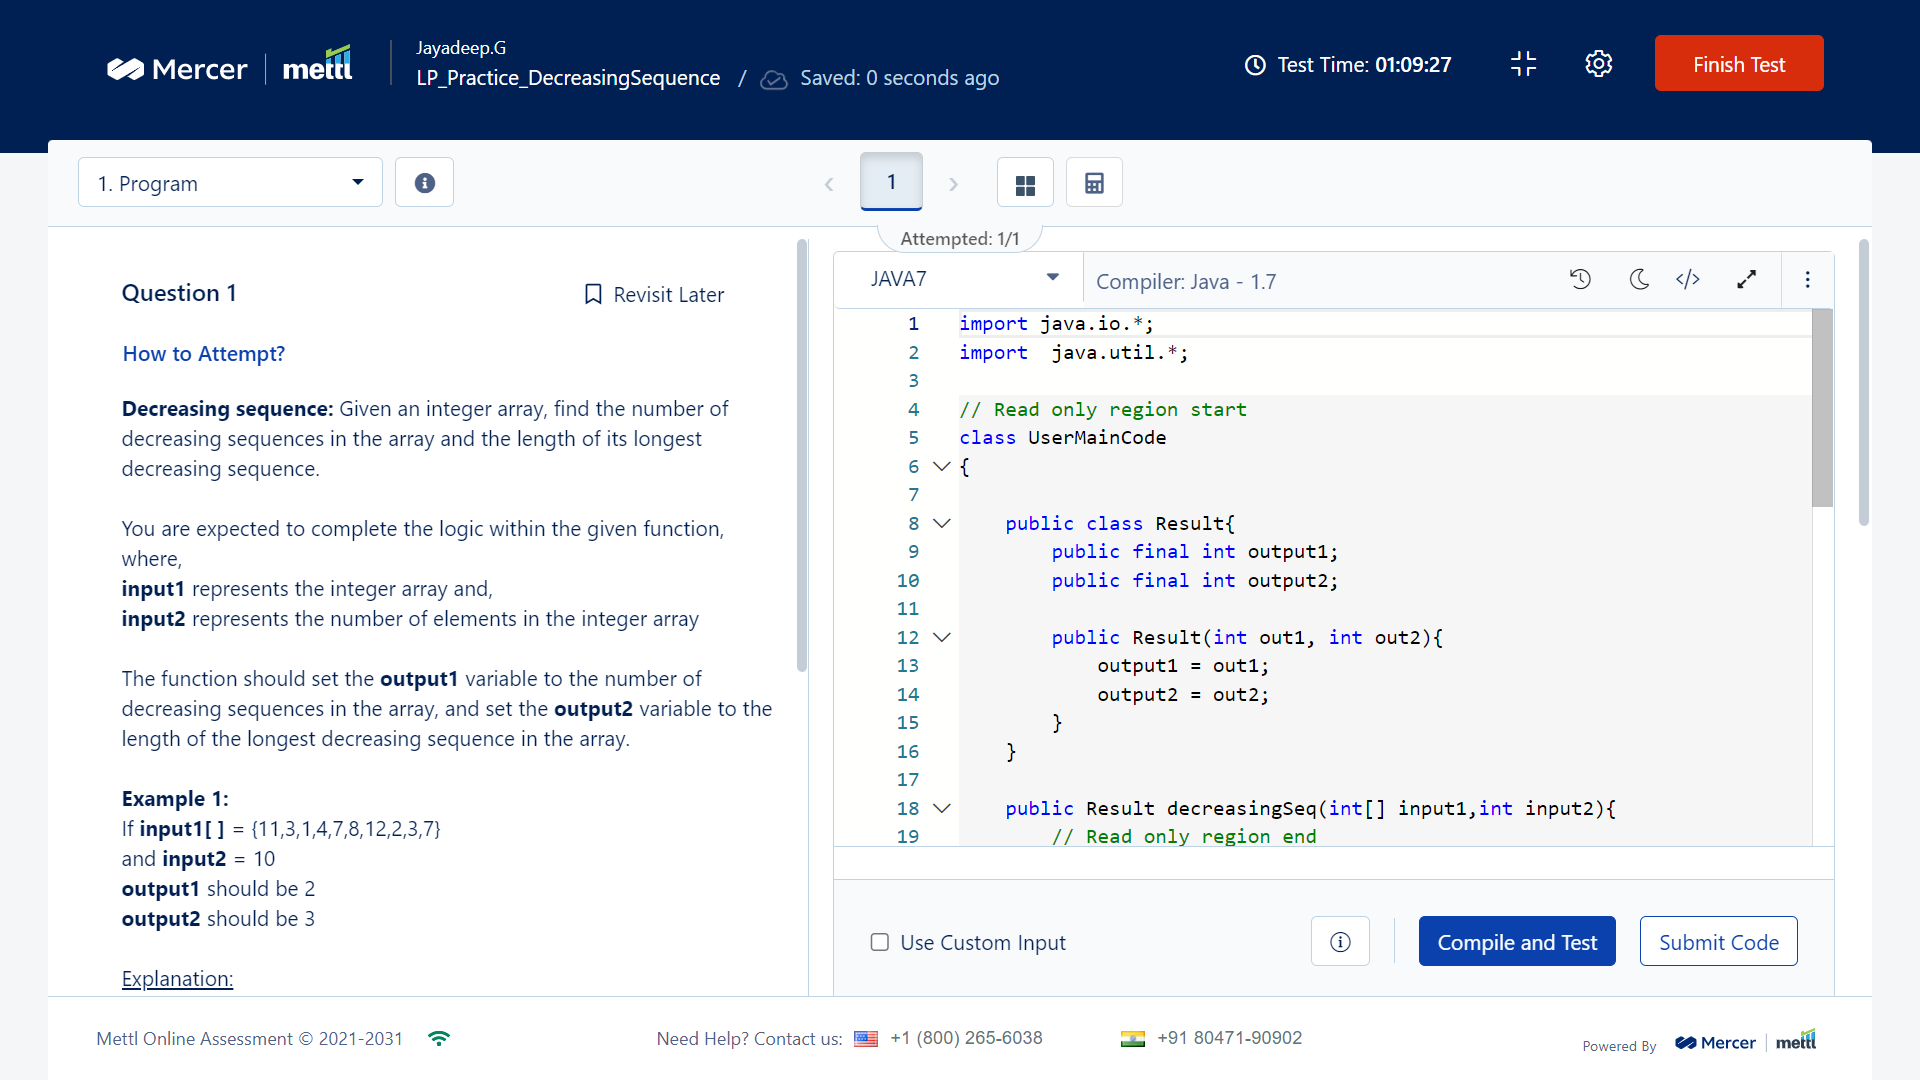 Mercer mettl
Jayadeep.G
LP_Practice_DecreasingSequence / Saved: 0 seconds ago
Test Time: 01:09:27
Finish Test
1. Program
1
Attempted: 1/1
Question 1
Revisit Later
How to Attempt?
Decreasing sequence: Given an integer array, find the number of
decreasing sequences in the array and the length of its longest
decreasing sequence.
You are expected to complete the logic within the given function,
where,
input1 represents the integer array and,
input2 represents the number of elements in the integer array
The function should set the output1 variable to the number of
decreasing sequences in the array, and set the output2 variable to the
length of the longest decreasing sequence in the array.
Example 1:
If input1[ ] = {11,3,1,4,7,8,12,2,3,7}
and input2 = 10
output1 should be 2
output2 should be 3
Explanation:
JAVA7
Compiler: Java - 1.7
1 import java.io.*;
2 import  java.util.*;
3
4 // Read only region start
5 class UserMainCode
6 {
7
8     public class Result{
9         public final int output1;
10         public final int output2;
11
12         public Result(int out1, int out2){
13             output1 = out1;
14             output2 = out2;
15         }
16     }
17
18     public Result decreasingSeq(int[] input1,int input2){
19         // Read only region end
Use Custom Input
Compile and Test
Submit Code
Mettl Online Assessment © 2021-2031
Need Help? Contact us: +1 (800) 265-6038
+91 80471-90902
Powered By Mercer mettl